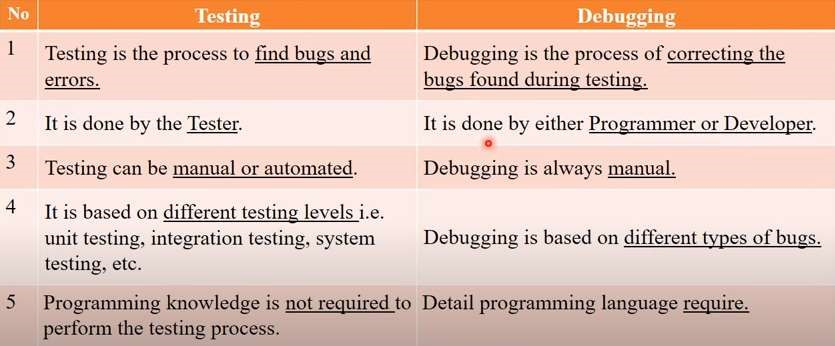 No Testing Debugging
1 Testing is the process to find bugs and
errors.
Debugging is the process of correcting the
bugs found during testing.
2 It is done by the Tester.
It is done by either Programmer or Developer.
3 Testing can be manual or automated.
Debugging is always manual.
4 It is based on different testing levels i.e.
unit testing, integration testing, system
testing, etc.
Debugging is based on different types of bugs.
5 Programming knowledge is not required to
perform the testing process.
Detail programming language require.